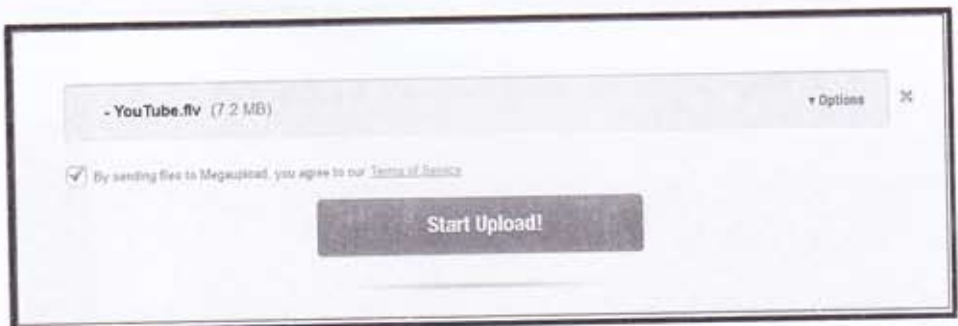 - YouTube.flv (7.2 MB) ▾ Options ×
✓ By sending files to Megaupload, you agree to our Terms of Service
Start Upload!